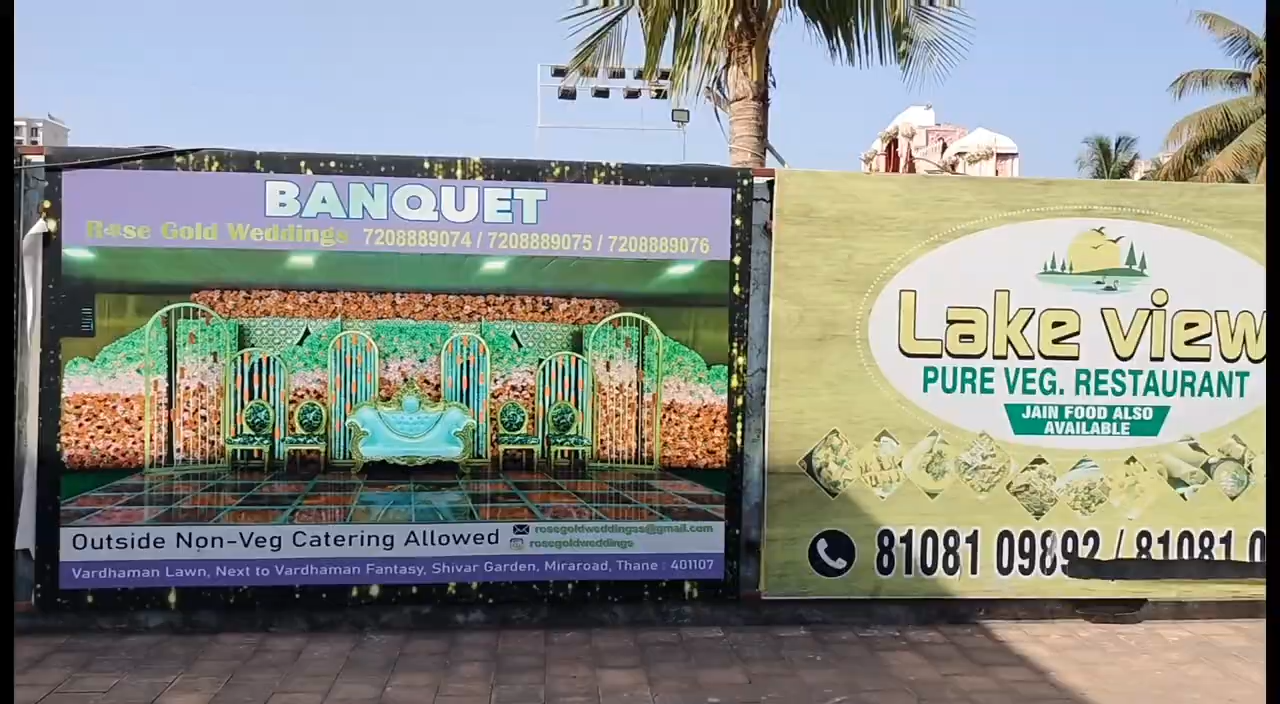 BANQUET
Rose Gold Weddings 7208889074 / 7208889075 / 7208889076
Outside Non-Veg Catering Allowed
rosegoldweddingss@gmail.com
rosegoldweddings
Vardhaman Lawn, Next to Vardhaman Fantasy, Shivar Garden, Miraroad, Thane : 401107
Lake view
PURE VEG. RESTAURANT
JAIN FOOD ALSO
AVAILABLE
81081 09892 / 81081 0